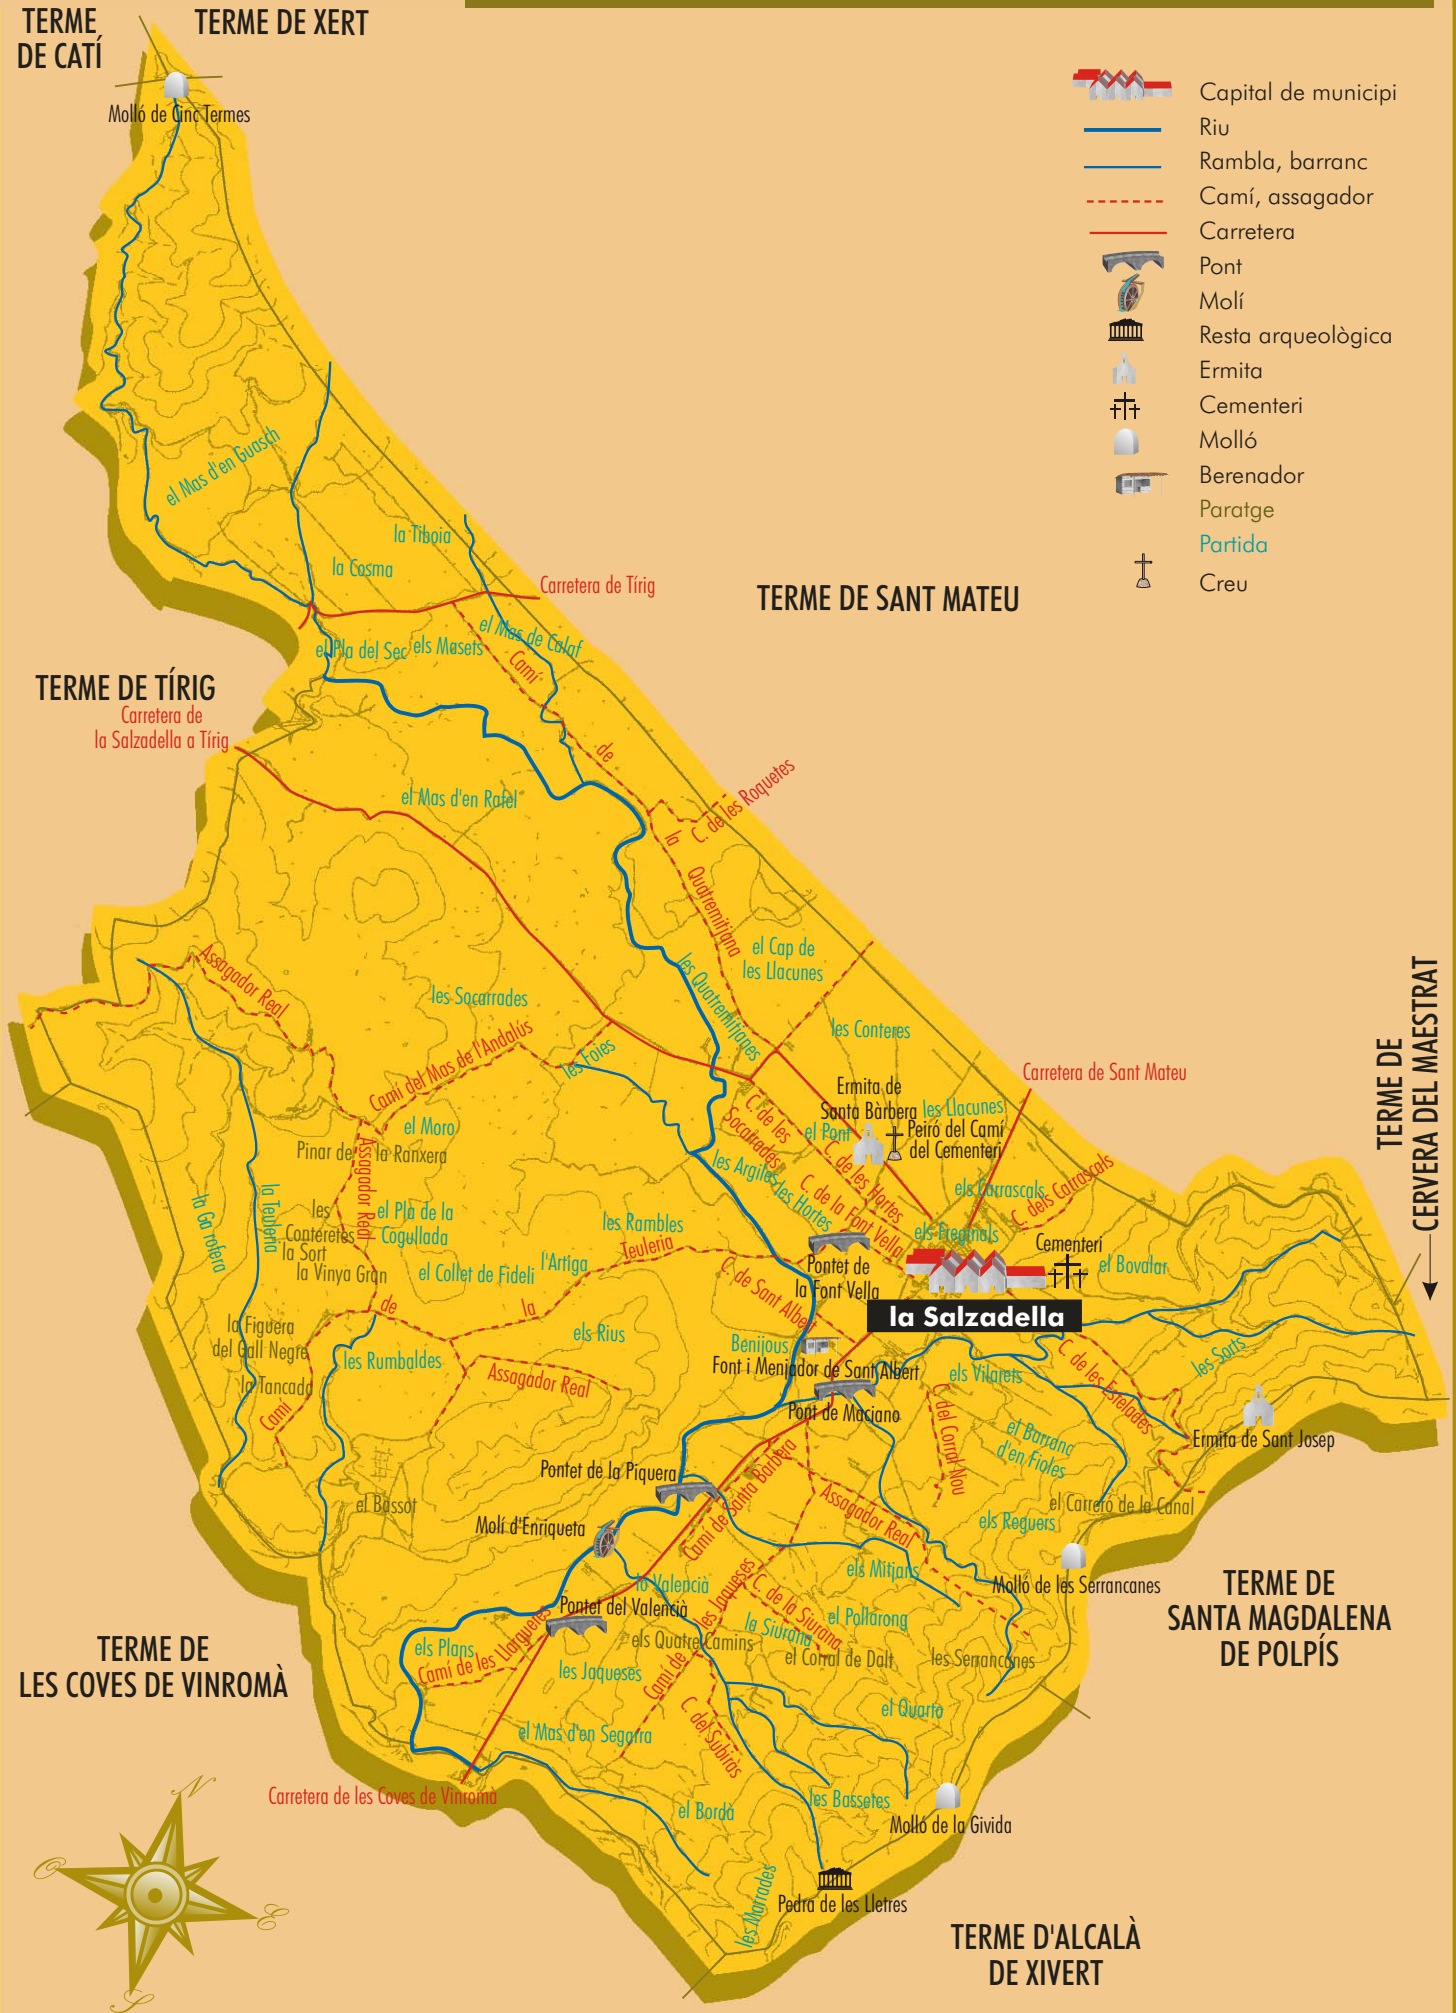 TERME
DE CATÍ
TERME DE XERT
Molló de Cinc Termes
Capital de municipi
Riu
Rambla, barranc
Camí, assagador
Carretera
Pont
Molí
Resta arqueològica
Ermita
Cementeri
Molló
Berenador
Paratge
Partida
Creu
el Mas d'en Guasch
la Tiboia
la Cosma
Carretera de Tírig
TERME DE SANT MATEU
el Mas de Calaf
el Pla del Sec
els Masets
Camí
de
la
Quatremitjana
TERME DE TÍRIG
Carretera de
la Salzadella a Tírig
C. de les Roquetes
el Mas d'en Rafel
el Cap de
les Llacunes
les Quatremitjanes
Assagador Real
les Socarrades
les Conteres
Camí del Mas de l'Andalús
les Foies
Carretera de Sant Mateu
TERME DE
CERVERA DEL MAESTRAT
Ermita de
Santa Bàrbera
les Llacunes
el Pont
Peiró del Camí
del Cementeri
C. de les
Socarrades
C. de les Hortes
el Moro
Pinar de
la Ranxera
Assagador Real
les Argiles
les Hortes
C. de la Font Vella
els Carrascals
C. dels Carrascals
els Freginals
la Garrofera
la Teuleria
les
Conteretes
la Sort
la Vinya Gran
el Pla de la
Cogullada
el Collet de Fideli
l'Artiga
les Rambles
Teuleria
la
de
Camí
Pontet de
la Font Vella
Cementeri
el Bovalar
la Salzadella
C. de Sant Albert
la Figuera
del Gall Negre
la Tancada
les Rumbaldes
els Rius
Assagador Real
Benijous
Font i Menjador de Sant Albert
Pont de Maciano
els Vilarets
C. de les Estelades
les Sorts
Ermita de Sant Josep
C. del Corral Nou
el Barranc
d'en Fioles
Pontet de la Piquera
Camí de Santa Bàrbera
Assagador Real
el Carreró de la Canal
els Reguers
el Bassot
Molí d'Enriqueta
els Mitjans
Molló de les Serrancanes
TERME DE
SANTA MAGDALENA
DE POLPÍS
lo Valencià
Pontet del Valencià
Camí de les Jaqueses
C. de la Siurana
la Siurana
el Pollarong
els Quatre Camins
el Corral de Dalt
les Serrancanes
TERME DE
LES COVES DE VINROMÀ
els Plans
Camí de les Llargueres
les Jaqueses
C. del Subiràs
el Quarto
el Mas d'en Segarra
Carretera de les Coves de Vinromà
el Bordà
les Bassetes
Molló de la Givida
les Marrades
Pedra de les Lletres
TERME D'ALCALÀ
DE XIVERT
N
O
E
S